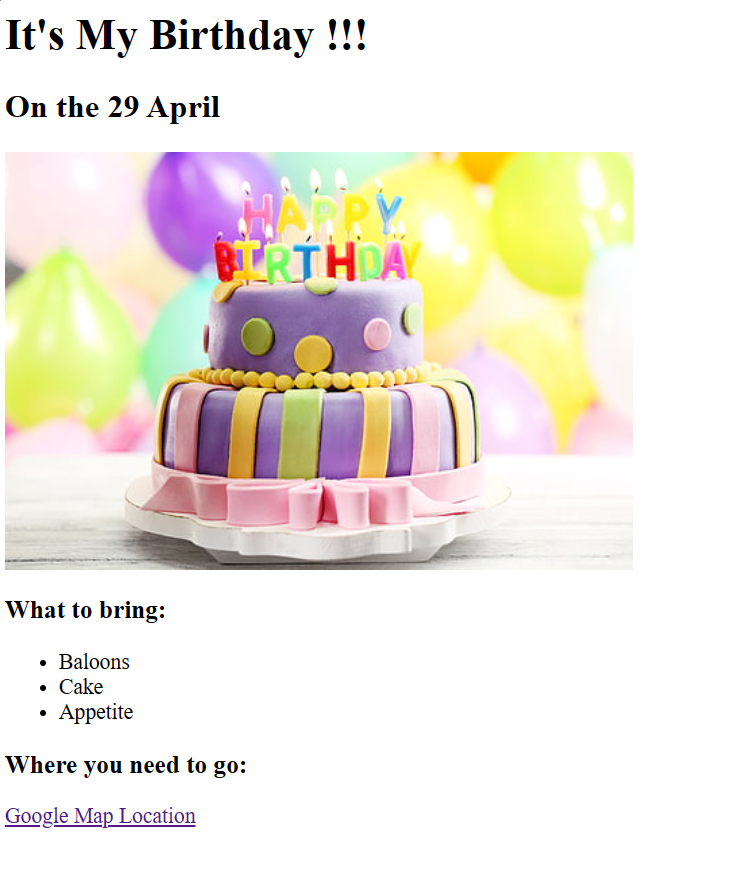 It's My Birthday !!!
On the 29 April
HAPPY
BIRTHDAY
What to bring:
Baloons
Cake
Appetite
Where you need to go:
Google Map Location